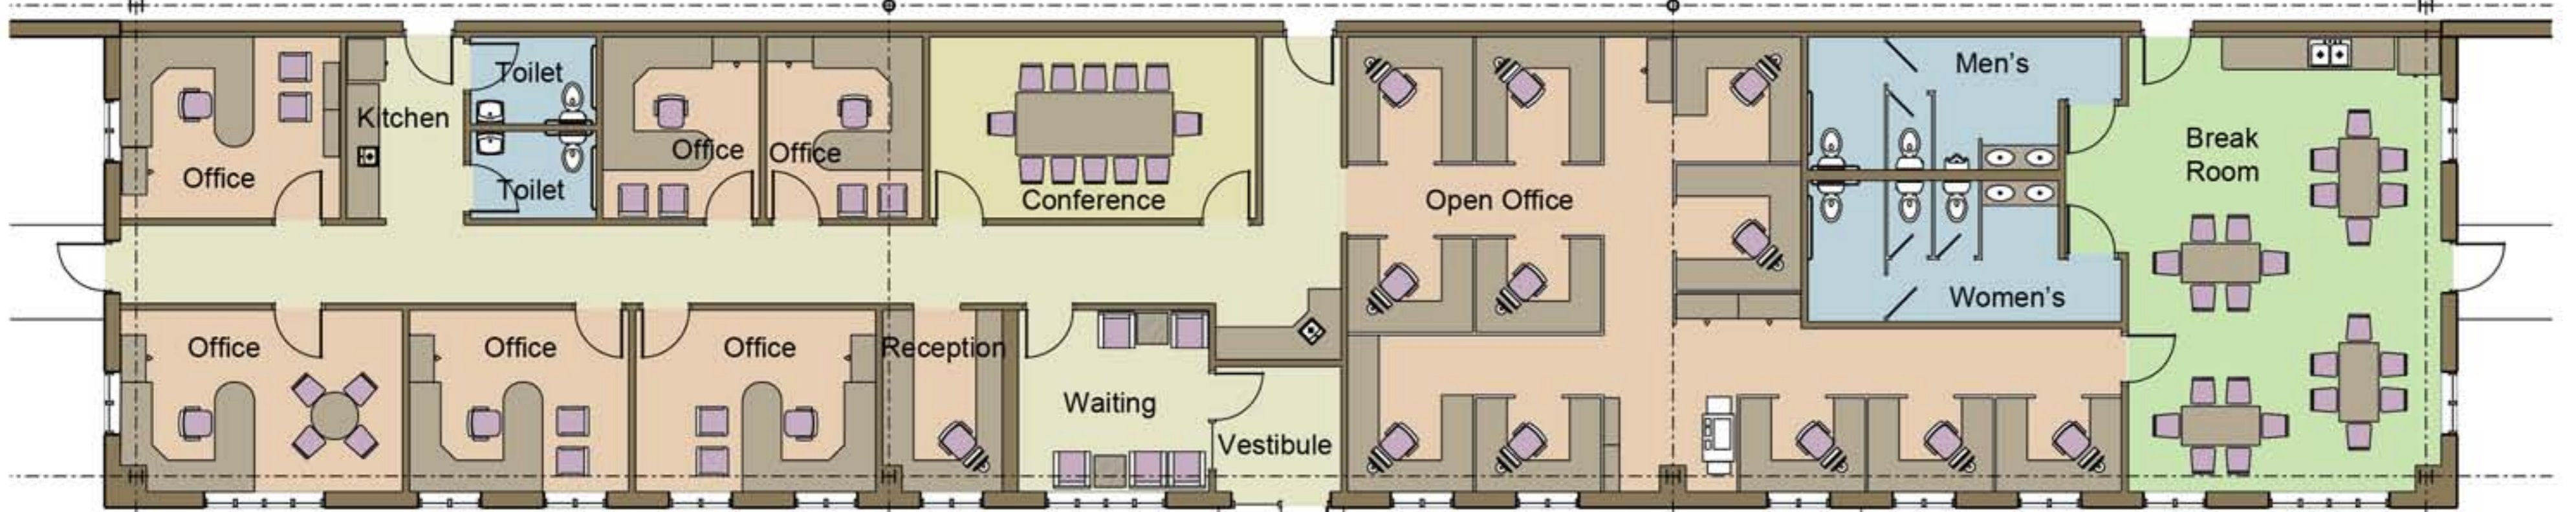 Toilet
Men's
Kitchen
Break
Room
Office
Office
Office
Toilet
Conference
Open Office
Women's
Office
Office
Office
Reception
Waiting
Vestibule